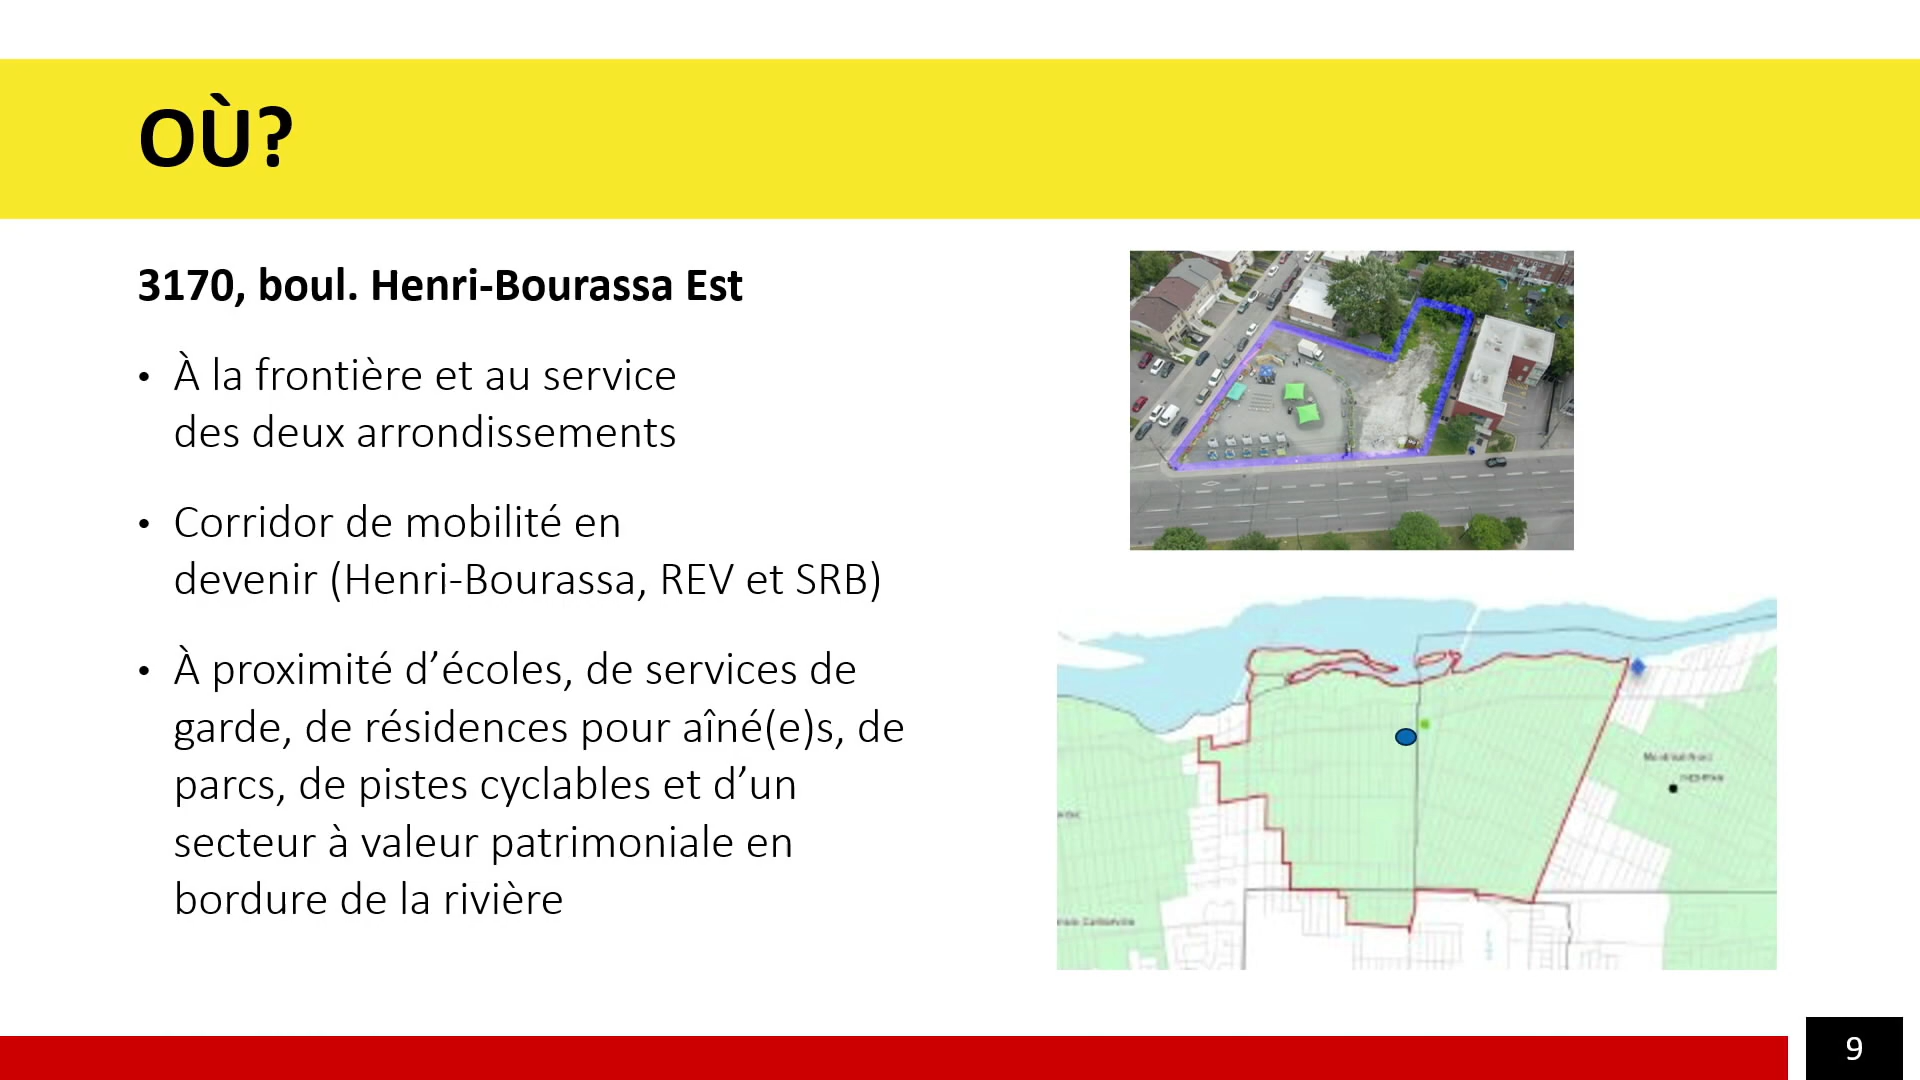 OÙ?
3170, boul. Henri-Bourassa Est
• À la frontière et au service
des deux arrondissements
• Corridor de mobilité en
devenir (Henri-Bourassa, REV et SRB)
• À proximité d’écoles, de services de
garde, de résidences pour aîné(e)s, de
parcs, de pistes cyclables et d’un
secteur à valeur patrimoniale en
bordure de la rivière
9